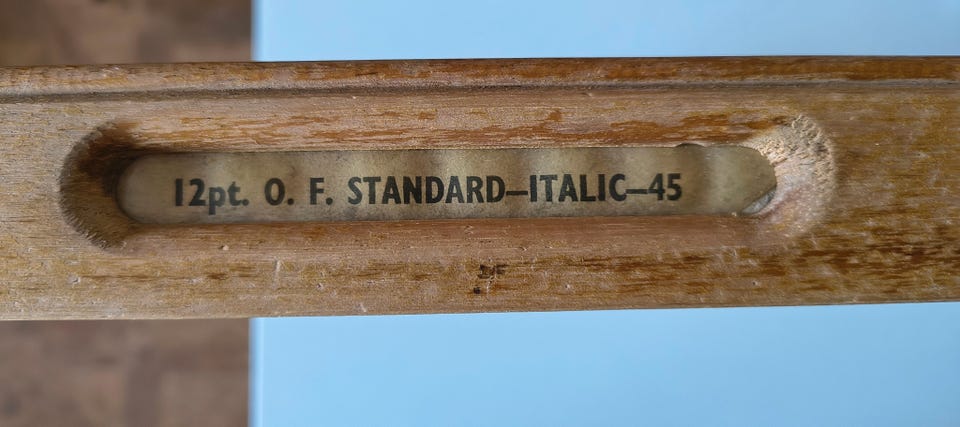 12pt. O. F. STANDARD–ITALIC–45